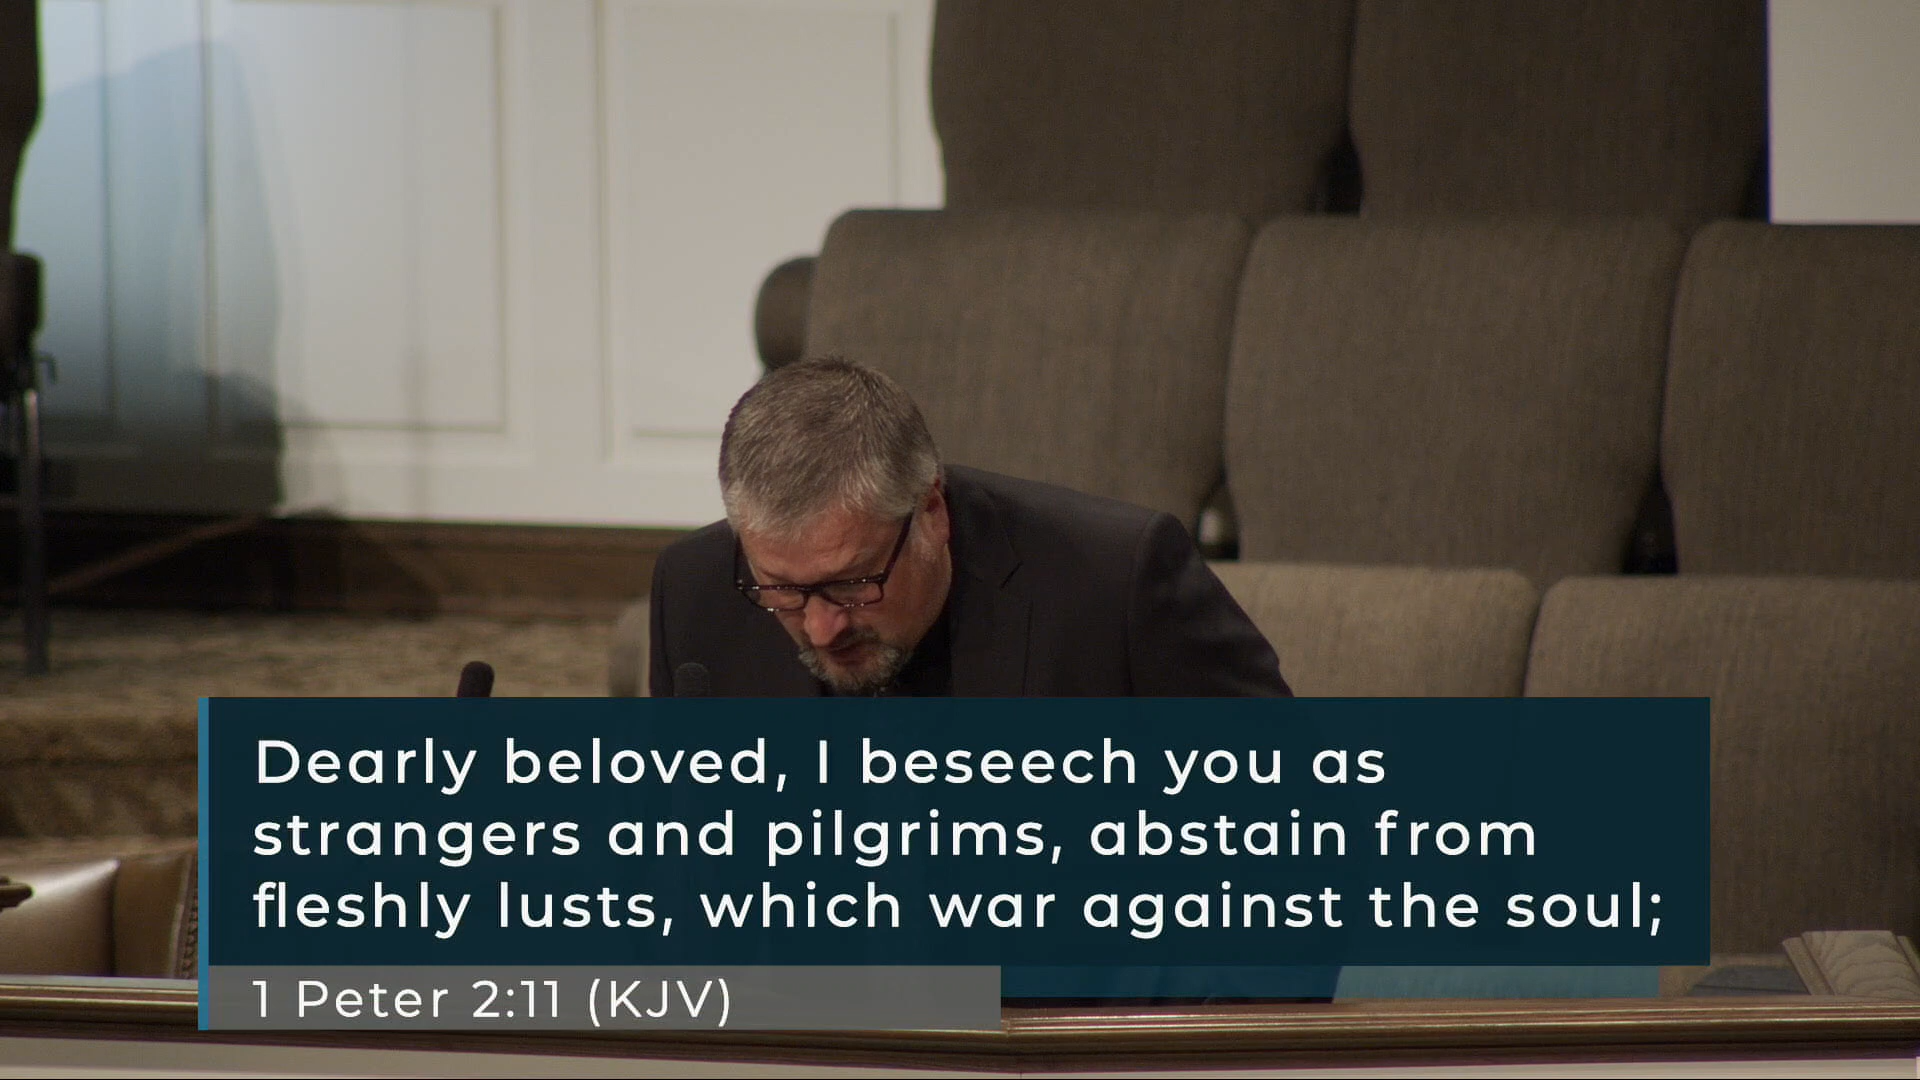 Dearly beloved, I beseech you as
strangers and pilgrims, abstain from
fleshly lusts, which war against the soul;
1 Peter 2:11 (KJV)